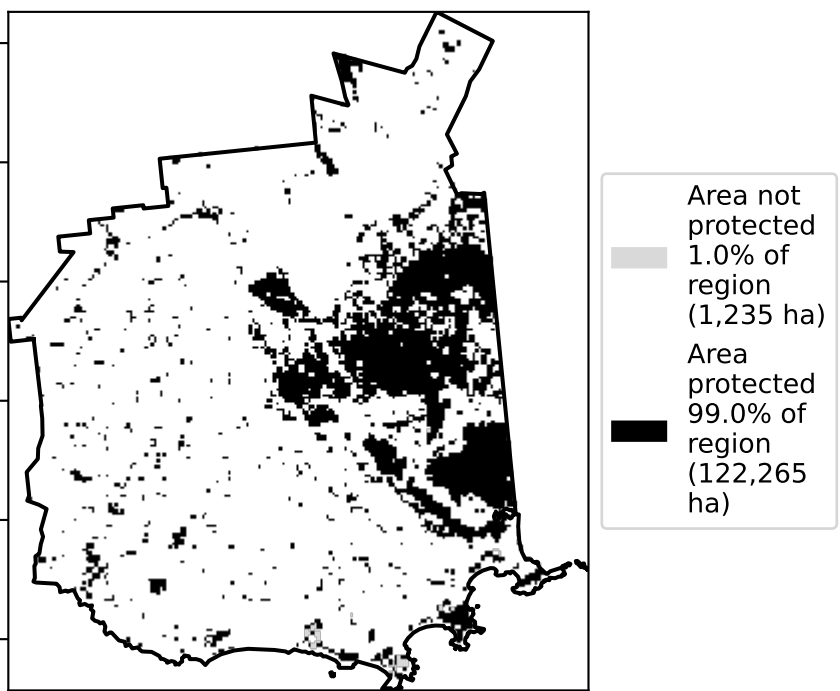 Area not
protected
1.0% of
region
(1,235 ha)
Area
protected
99.0% of
region
(122,265
ha)